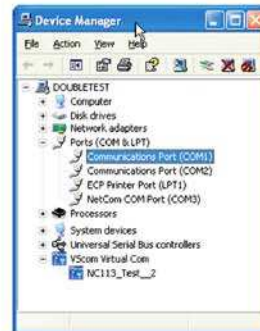 Device Manager
File Action View Help
DOUBLETEST
Computer
Disk drives
Network adapters
Ports (COM & LPT)
Communications Port (COM1)
Communications Port (COM2)
ECP Printer Port (LPT1)
NetCom COM Port (COM3)
Processors
System devices
Universal Serial Bus controllers
VScom Virtual Com
NC113_Test__2